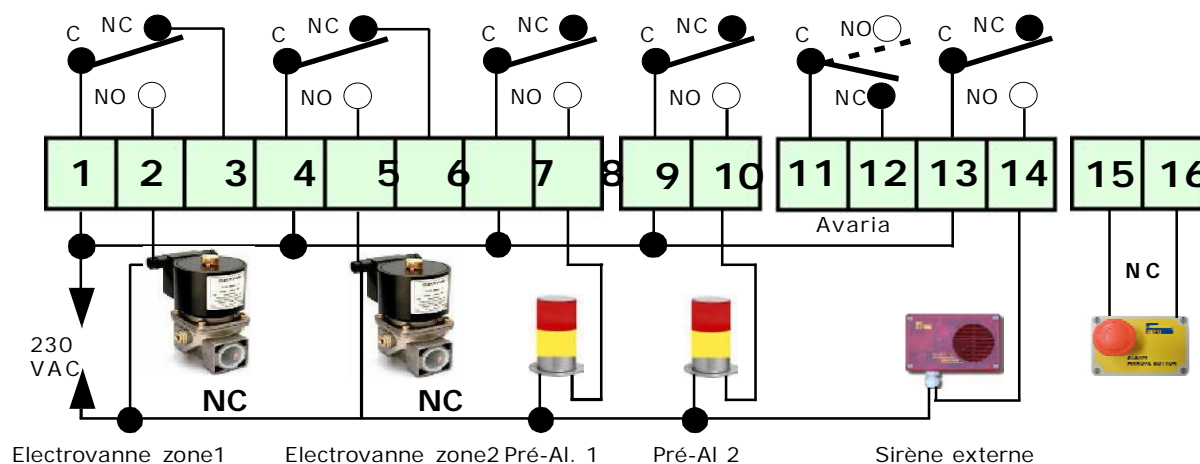 C NC C NC C NC C NC C NO C NC
NO NO NO NO NC NO
1 2 3 4 5 6 7 8 9 10 11 12 13 14 15 16
Avaria
NC
230
VAC
NC NC
Electrovanne zone1 Electrovanne zone2 Pré-Al. 1 Pré-Al 2 Sirène externe